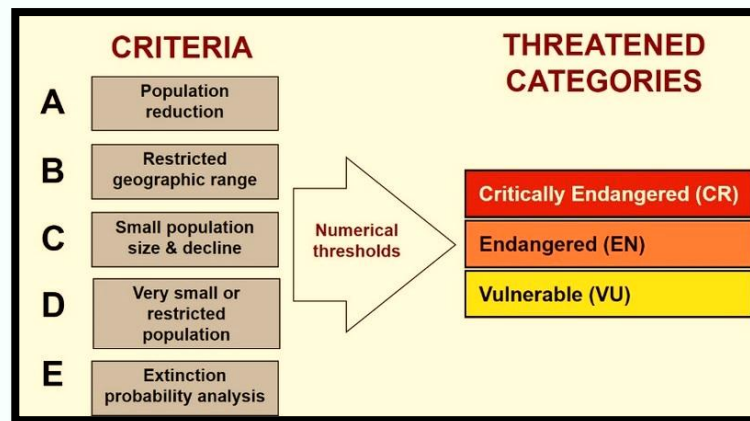 CRITERIA
A
Population
reduction
B
Restricted
geographic range
C
Small population
size & decline
D
Very small or
restricted
population
E
Extinction
probability analysis
Numerical
thresholds
THREATENED
CATEGORIES
Critically Endangered (CR)
Endangered (EN)
Vulnerable (VU)